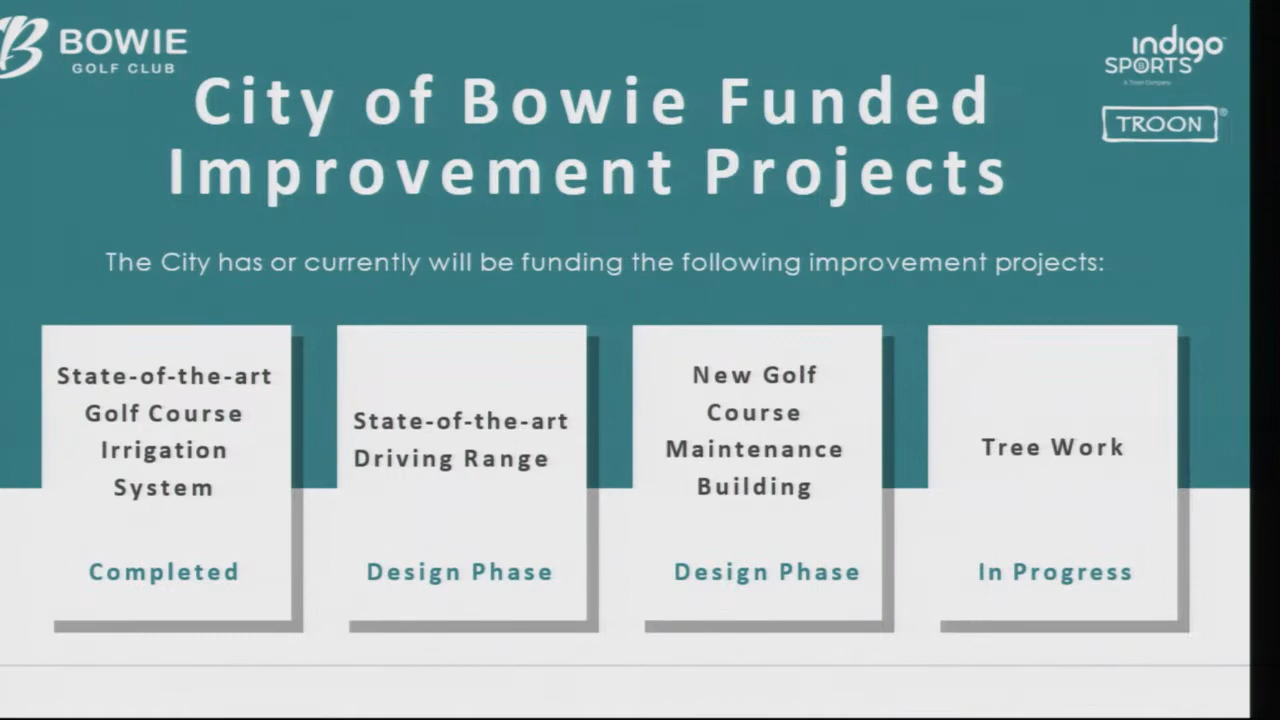 B BOWIE
GOLF CLUB
indigo
SPORTS
A Troon Company
TROON®
City of Bowie Funded
Improvement Projects
The City has or currently will be funding the following improvement projects:
State-of-the-art
Golf Course
Irrigation
System
Completed
State-of-the-art
Driving Range
Design Phase
New Golf
Course
Maintenance
Building
Design Phase
Tree Work
In Progress